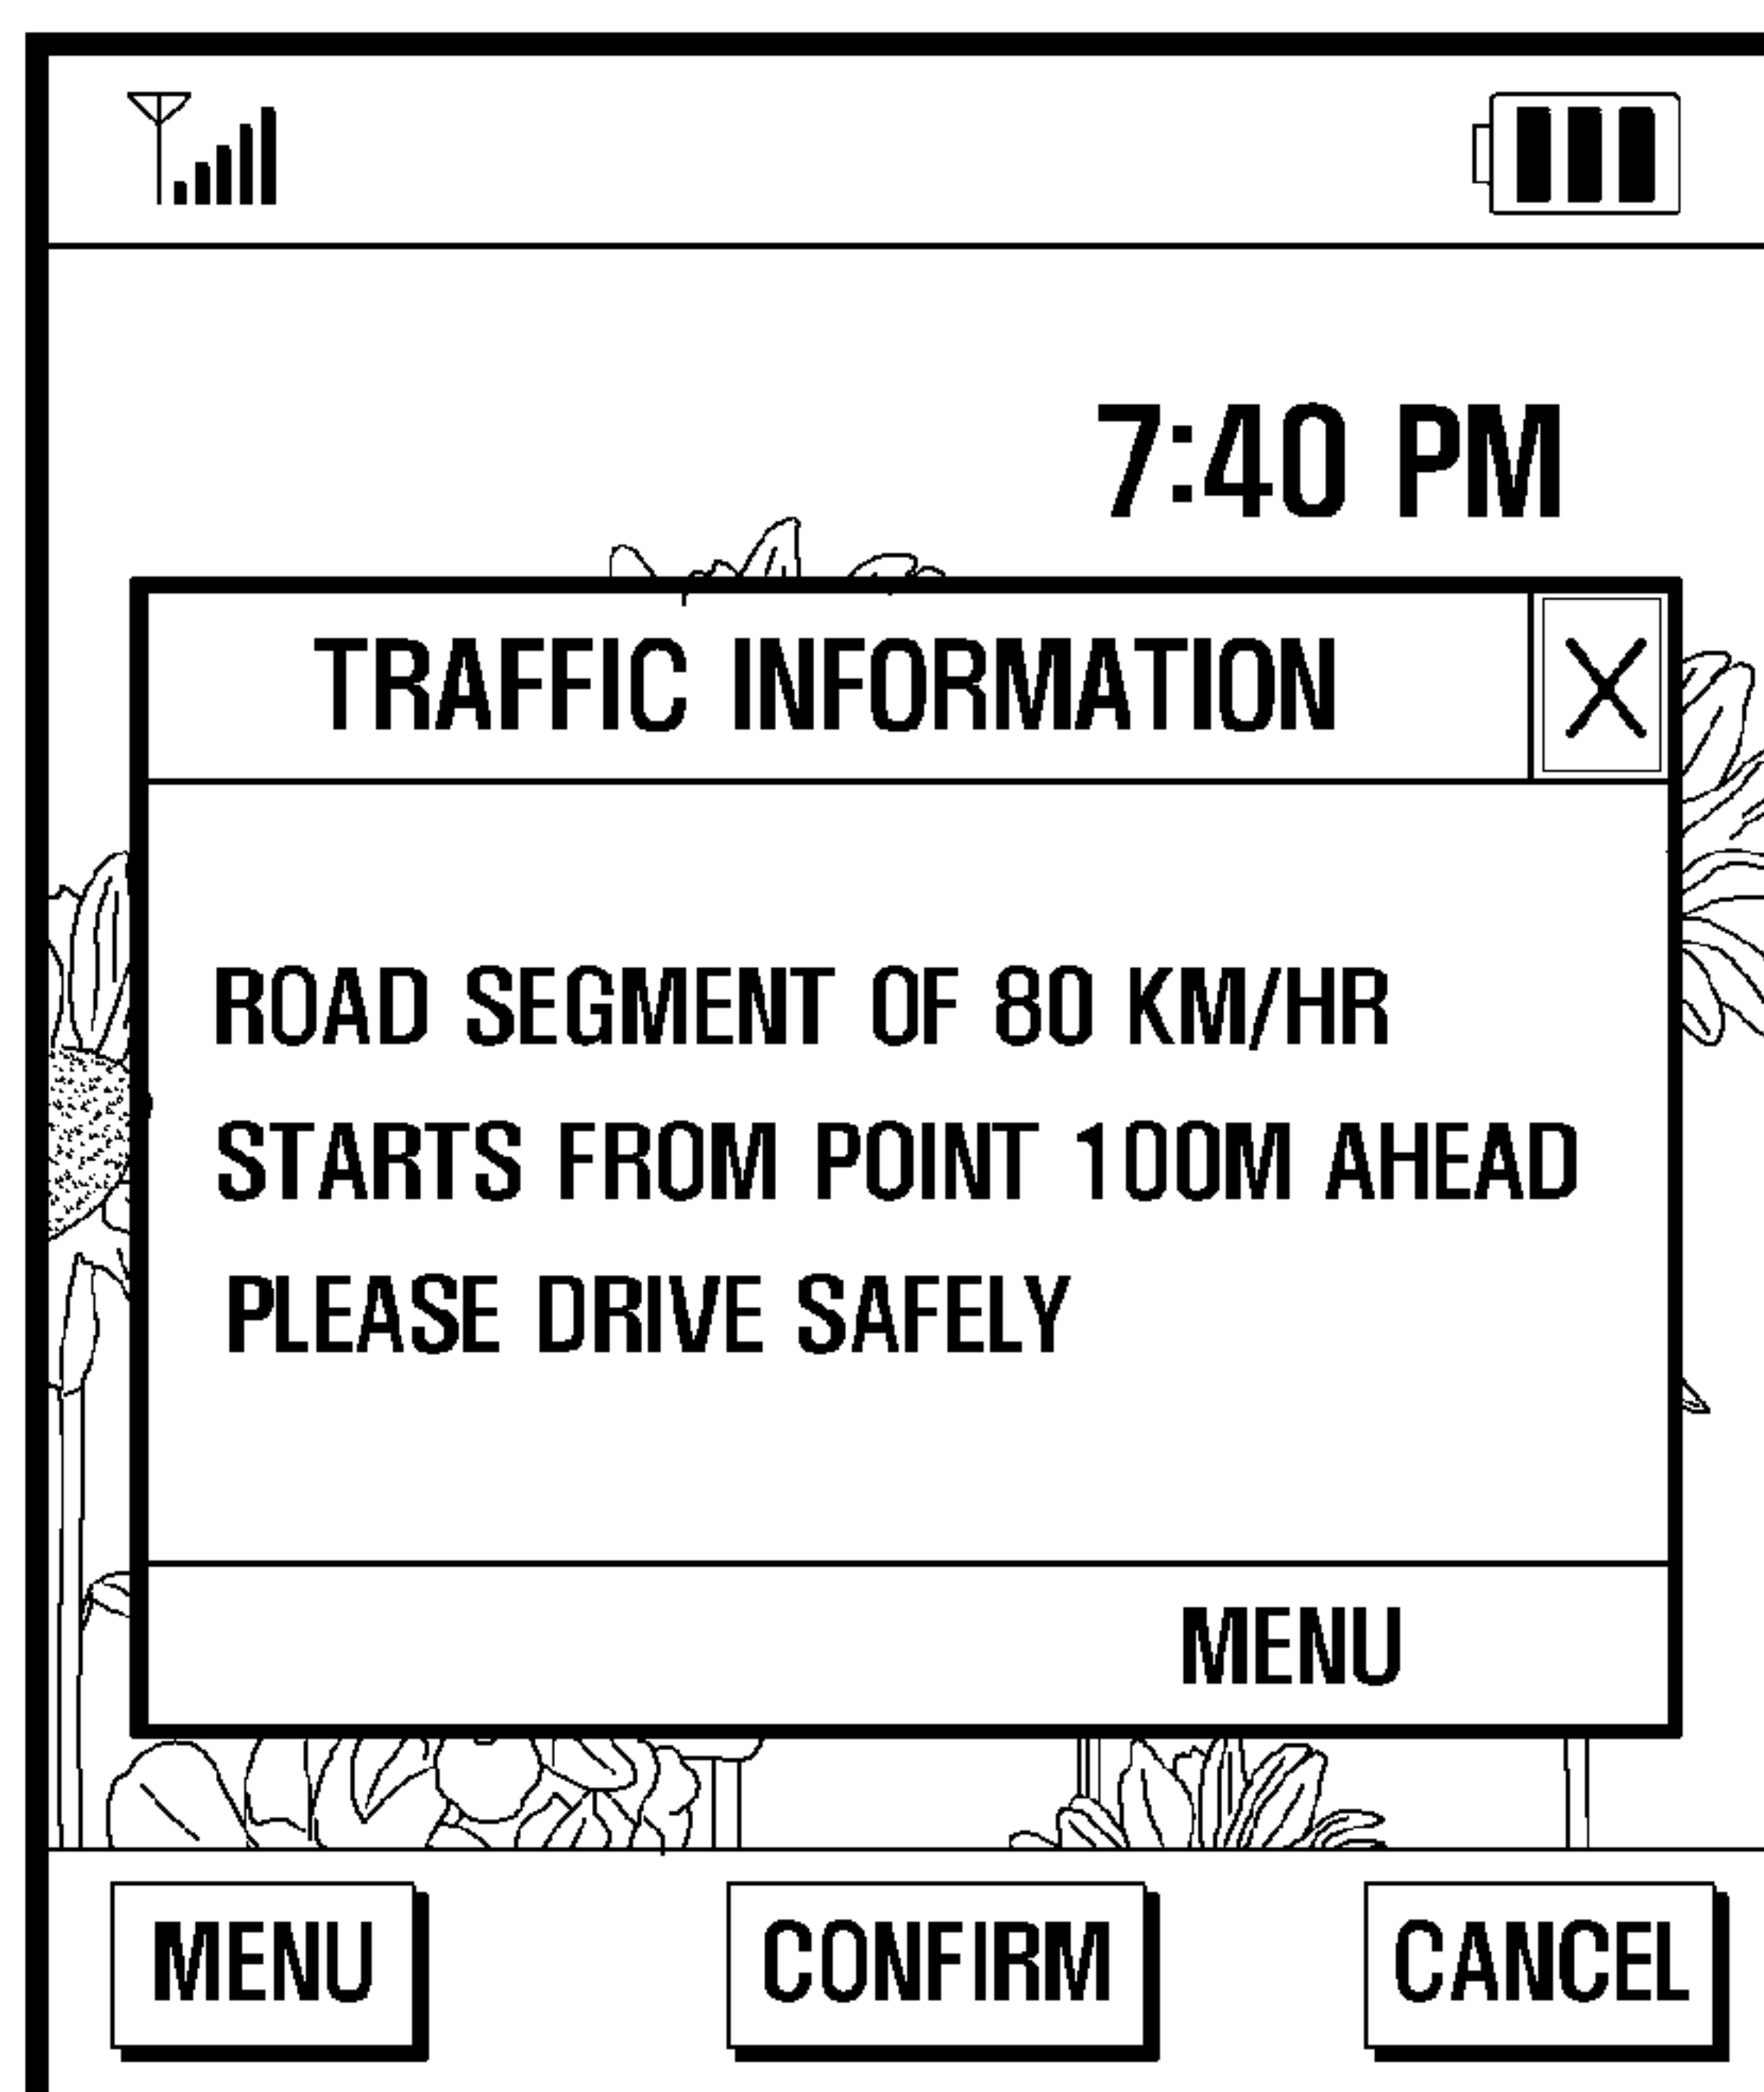 7:40 PM
TRAFFIC INFORMATION
X
ROAD SEGMENT OF 80 KM/HR
STARTS FROM POINT 100M AHEAD
PLEASE DRIVE SAFELY
MENU
MENU CONFIRM CANCEL